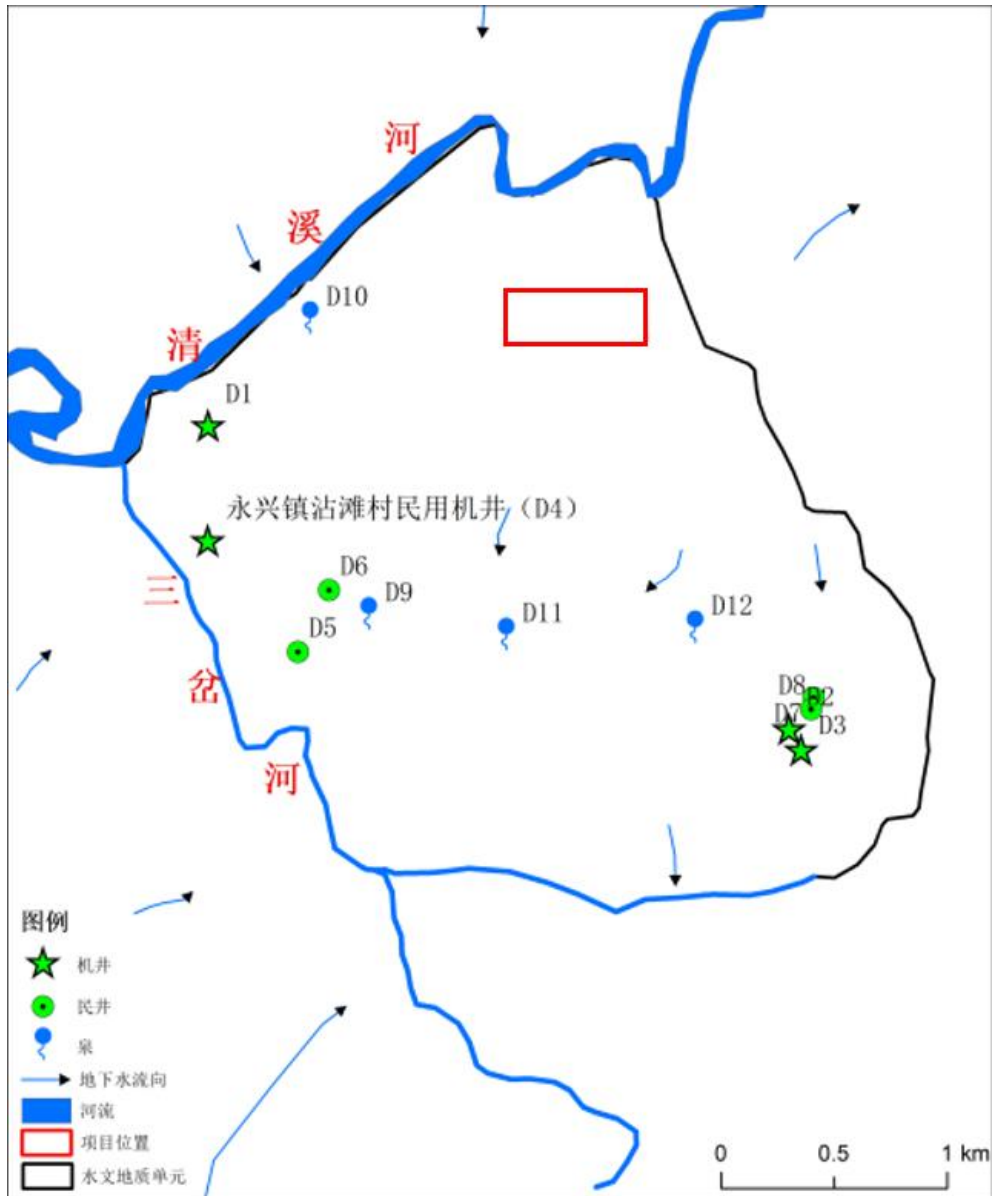 河
溪
清
D10
D1
永兴镇沾滩村民用机井（D4）
三
岔
河
D6
D5
D9
D11
D12
D8
D2
D7
D3
图例
机井
民井
泉
地下水流向
河流
项目位置
水文地质单元
0 0.5 1 km